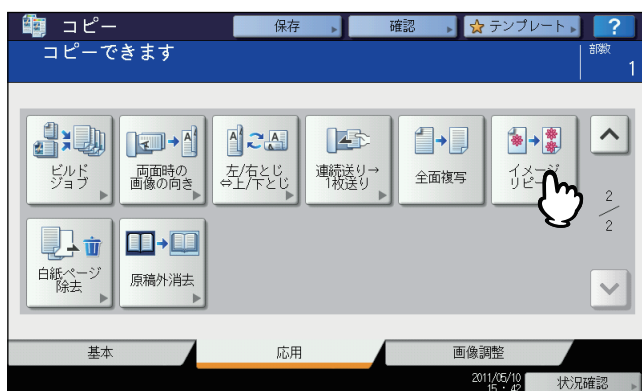 コピー
保存
確認
テンプレート
?
コピーできます
部数
1
ビルド
ジョブ
両面時の
画像の向き
左/右とじ
⇔上/下とじ
連続送り→
1枚送り
全面複写
イメージ
リピート
2
2
白紙ページ
除去
原稿外消去
基本
応用
画像調整
2011/05/10
15:42
状況確認